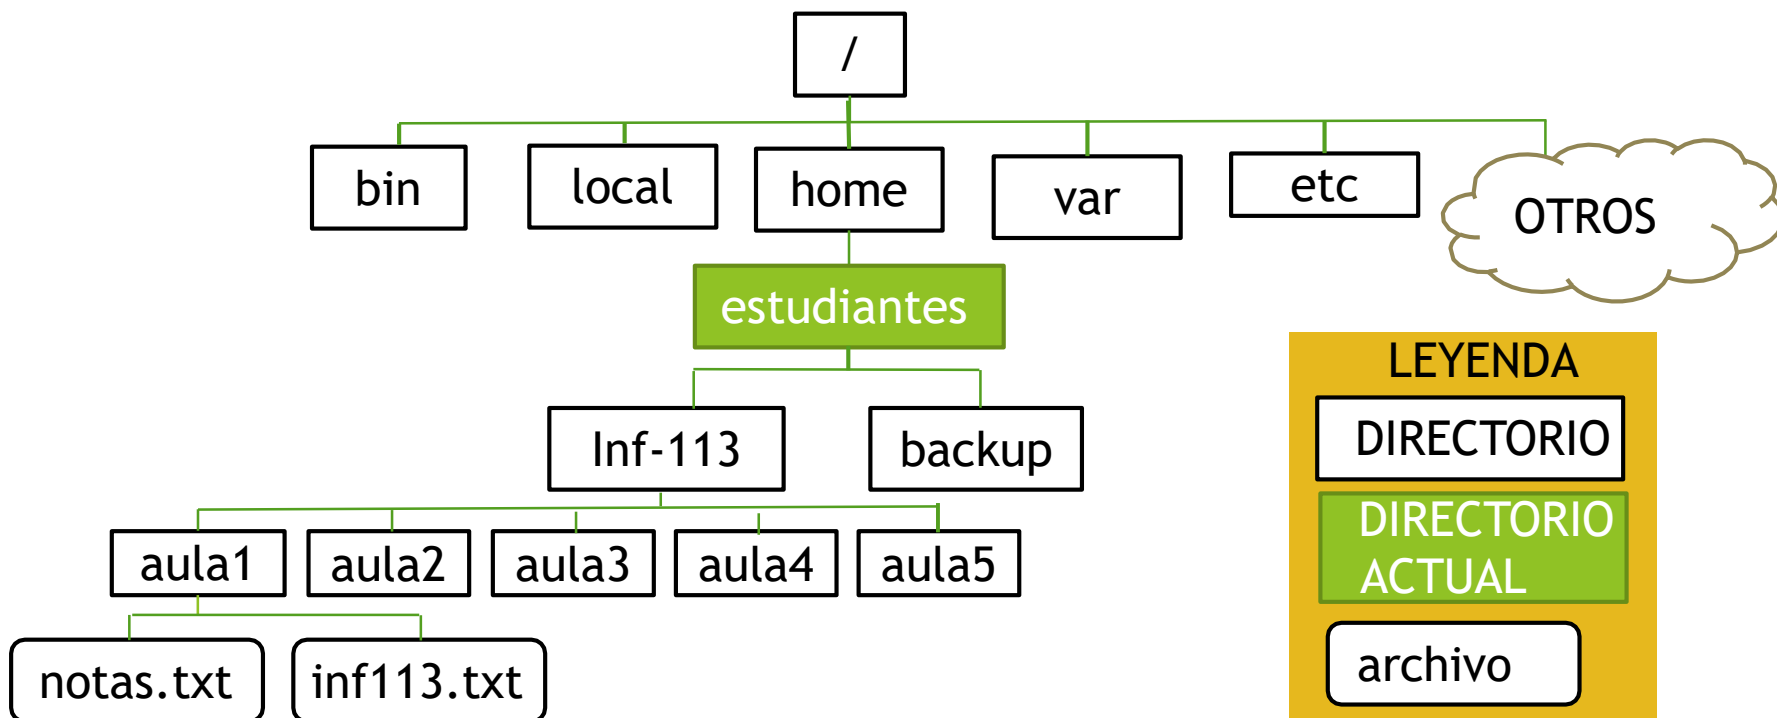 /
bin
local
home
var
etc
OTROS
estudiantes
LEYENDA
DIRECTORIO
Inf-113
backup
DIRECTORIO
ACTUAL
aula1
aula2
aula3
aula4
aula5
archivo
notas.txt
inf113.txt